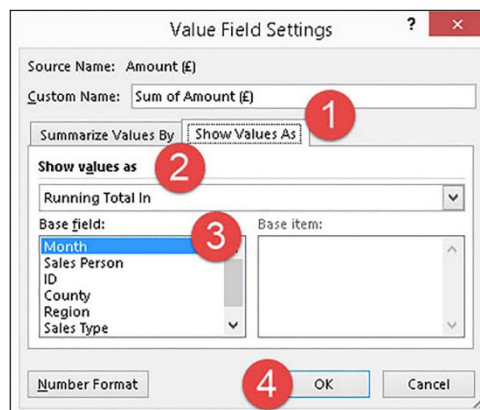 Value Field Settings ? ×
Source Name: Amount (£)
Custom Name: Sum of Amount (£)
1
Summarize Values By Show Values As
2
Show values as
Running Total In
3
Base field: Base item:
Month
Sales Person
ID
County
Region
Sales Type
4
Number Format OK Cancel